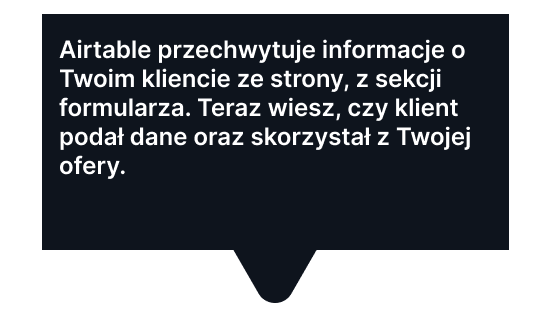 Airtable przechwytuje informacje o
Twoim kliencie ze strony, z sekcji
formularza. Teraz wiesz, czy klient
podał dane oraz skorzystał z Twojej
ofery.